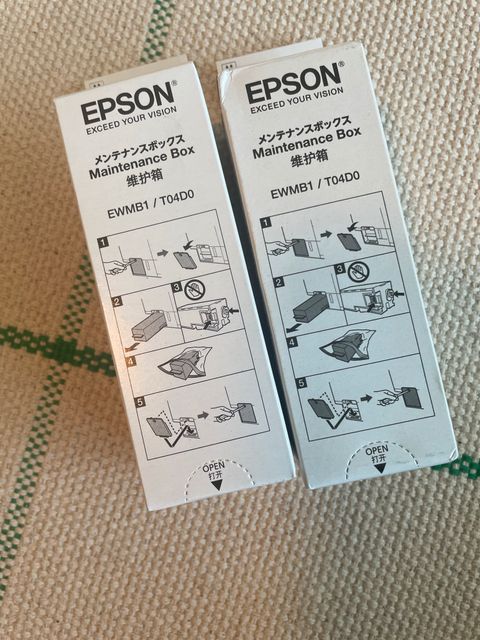 EPSON®
EXCEED YOUR VISION
メンテナンスボックス
Maintenance Box
维护箱
EWMB1 / T04D0
1
2
3
4
5
OPEN
打开
EPSON®
EXCEED YOUR VISION
メンテナンスボックス
Maintenance Box
维护箱
EWMB1 / T04D0
1
2
3
4
5
OPEN
打开